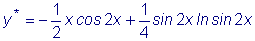 y* = -1/2 x cos 2x + 1/4 sin 2x ln sin 2x